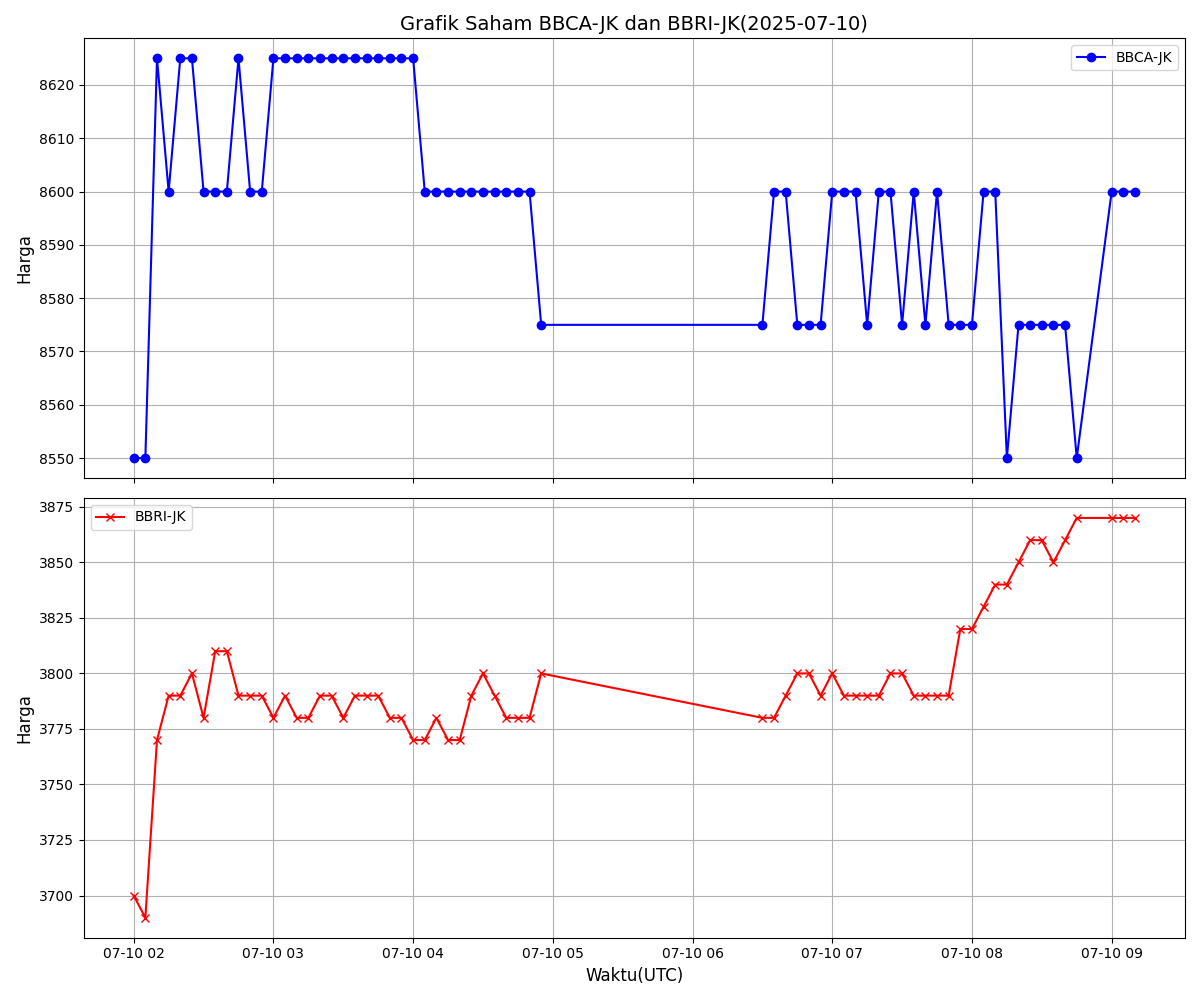 Grafik Saham BBCA-JK dan BBRI-JK(2025-07-10)
BBCA-JK
Harga
8620
8610
8600
8590
8580
8570
8560
8550
BBRI-JK
Harga
3875
3850
3825
3800
3775
3750
3725
3700
07-10 02 07-10 03 07-10 04 07-10 05 07-10 06 07-10 07 07-10 08 07-10 09
Waktu(UTC)